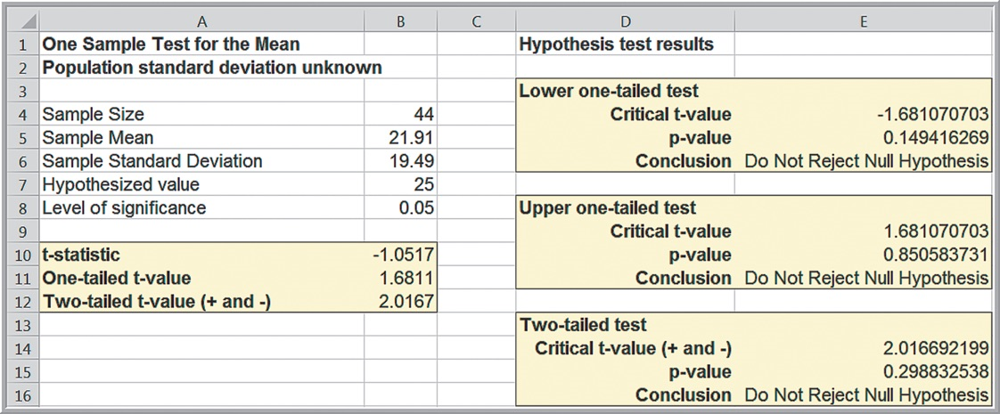 A B C D E
1 One Sample Test for the Mean Hypothesis test results
2 Population standard deviation unknown
3 Lower one-tailed test
4 Sample Size 44 Critical t-value -1.681070703
5 Sample Mean 21.91 p-value 0.149416269
6 Sample Standard Deviation 19.49 Conclusion Do Not Reject Null Hypothesis
7 Hypothesized value 25
8 Level of significance 0.05 Upper one-tailed test
9 Critical t-value 1.681070703
10 t-statistic -1.0517 p-value 0.850583731
11 One-tailed t-value 1.6811 Conclusion Do Not Reject Null Hypothesis
12 Two-tailed t-value (+ and -) 2.0167
13 Two-tailed test
14 Critical t-value (+ and -) 2.016692199
15 p-value 0.298832538
16 Conclusion Do Not Reject Null Hypothesis